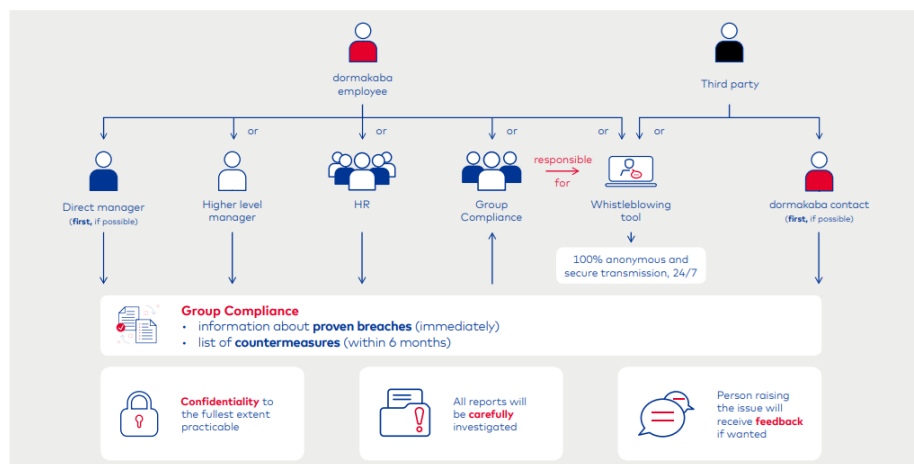 dormakaba
employee
Third party
or
or
or
or
or
responsible
for
Direct manager
(first, if possible)
Higher level
manager
HR
Group
Compliance
Whistleblowing
tool
dormakaba contact
(first, if possible)
100% anonymous and
secure transmission, 24/7
Group Compliance
• information about proven breaches (immediately)
• list of countermeasures (within 6 months)
Confidentiality to
the fullest extent
practicable
All reports will
be carefully
investigated
Person raising
the issue will
receive feedback
if wanted